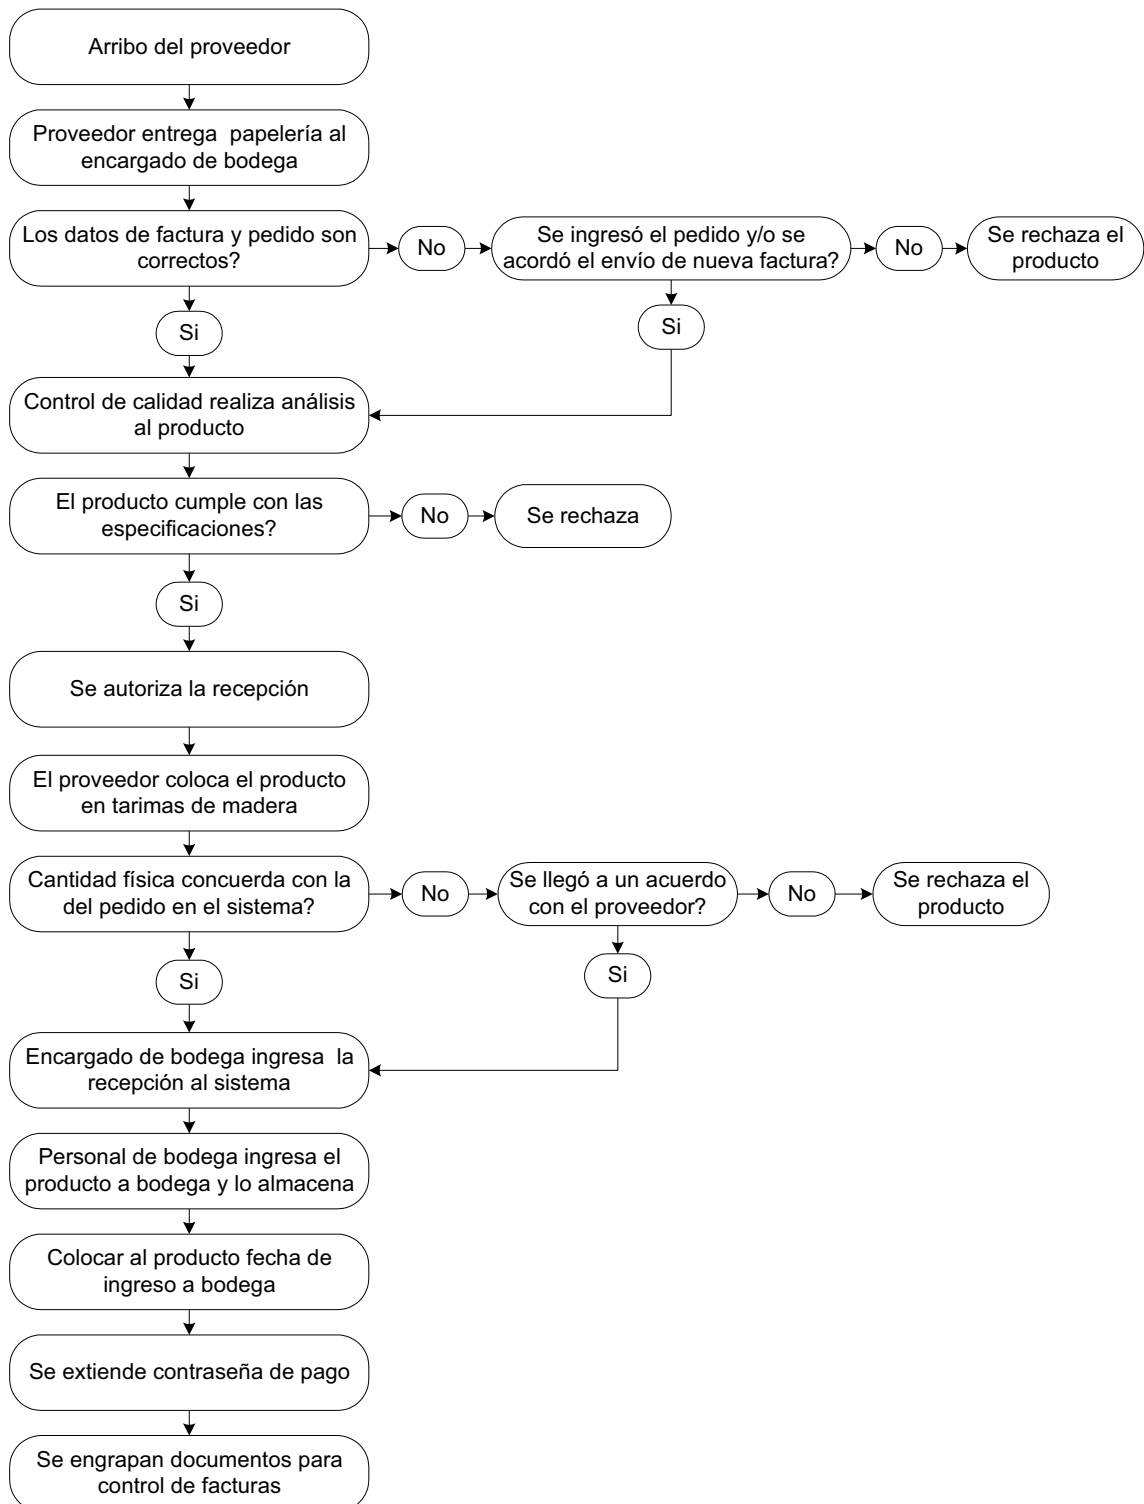 Arribo del proveedor
Proveedor entrega papelería al
encargado de bodega
Los datos de factura y pedido son
correctos?
No
Se ingresó el pedido y/o se
acordó el envío de nueva factura?
No
Se rechaza el
producto
Si
Si
Control de calidad realiza análisis
al producto
El producto cumple con las
especificaciones?
No
Se rechaza
Si
Se autoriza la recepción
El proveedor coloca el producto
en tarimas de madera
Cantidad física concuerda con la
del pedido en el sistema?
No
Se llegó a un acuerdo
con el proveedor?
No
Se rechaza el
producto
Si
Si
Encargado de bodega ingresa la
recepción al sistema
Personal de bodega ingresa el
producto a bodega y lo almacena
Colocar al producto fecha de
ingreso a bodega
Se extiende contraseña de pago
Se engrapan documentos para
control de facturas